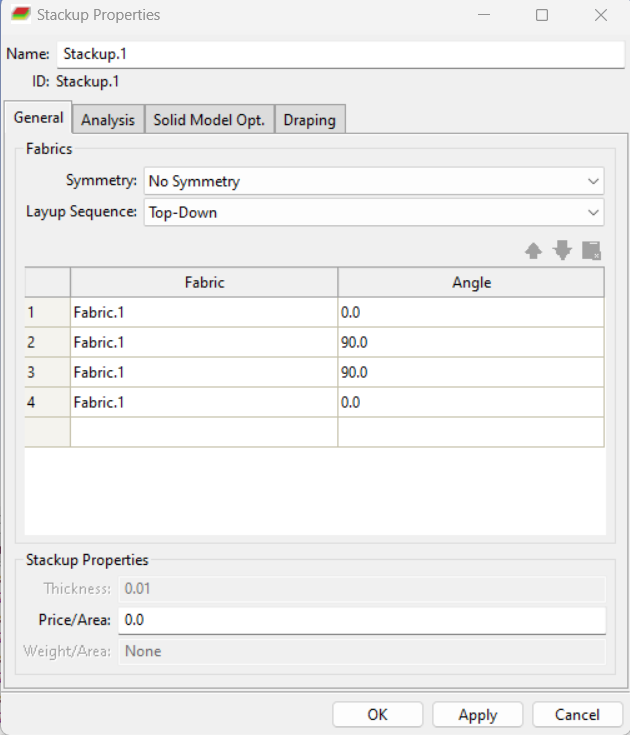 Stackup Properties
Name: Stackup.1
ID: Stackup.1
General Analysis Solid Model Opt. Draping
Fabrics
Symmetry: No Symmetry
Layup Sequence: Top-Down
Fabric Angle
1 Fabric.1 0.0
2 Fabric.1 90.0
3 Fabric.1 90.0
4 Fabric.1 0.0
Stackup Properties
Thickness: 0.01
Price/Area: 0.0
Weight/Area: None
OK Apply Cancel